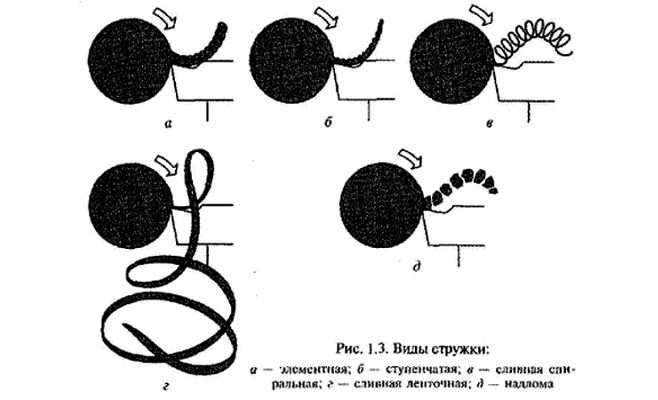 а
б
в
г
д
Рис. 1.3. Виды стружки:
а — элементная; б — ступенчатая; в — сливная спи-
ральная; г — сливная ленточная; д — надлома